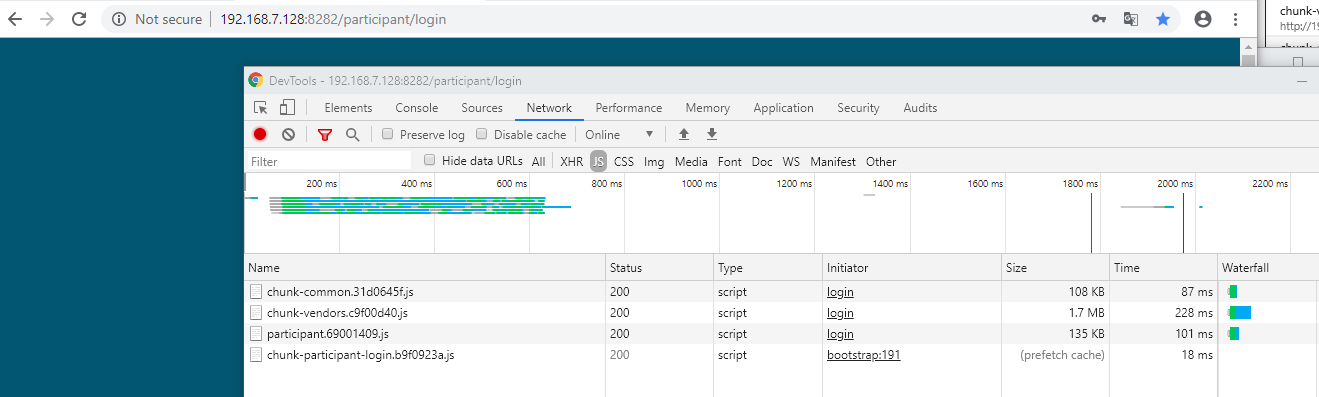 Not secure 192.168.7.128:8282/participant/login
chunk-v
http://19
DevTools - 192.168.7.128:8282/participant/login
Elements Console Sources Network Performance Memory Application Security Audits
Preserve log Disable cache Online
Filter Hide data URLs All XHR JS CSS Img Media Font Doc WS Manifest Other
200 ms 400 ms 600 ms 800 ms 1000 ms 1200 ms 1400 ms 1600 ms 1800 ms 2000 ms 2200 ms
Name Status Type Initiator Size Time Waterfall
chunk-common.31d0645f.js 200 script login 108 KB 87 ms
chunk-vendors.c9f00d40.js 200 script login 1.7 MB 228 ms
participant.69001409.js 200 script login 135 KB 101 ms
chunk-participant-login.b9f0923a.js 200 script bootstrap:191 (prefetch cache) 18 ms